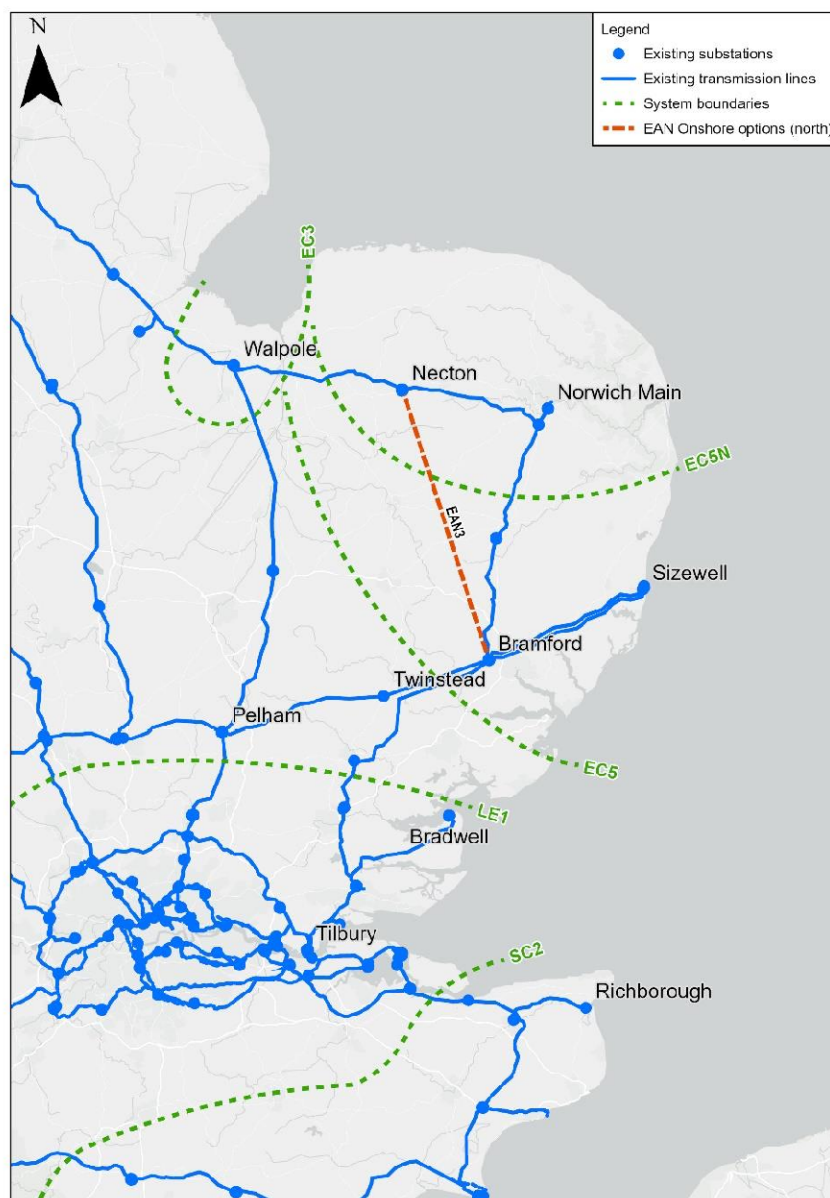 N
Legend
Existing substations
Existing transmission lines
System boundaries
EAN Onshore options (north)
EC3
Walpole
Necton
Norwich Main
EC5N
EAN3
Sizewell
Bramford
Twinstead
Pelham
EC5
LE1
Bradwell
Tilbury
SC2
Richborough